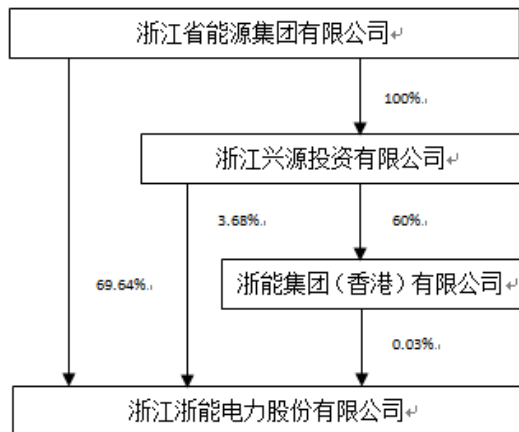 浙江省能源集团有限公司
100%
浙江兴源投资有限公司
3.68%
60%
69.64%
浙能集团（香港）有限公司
0.03%
浙江浙能电力股份有限公司